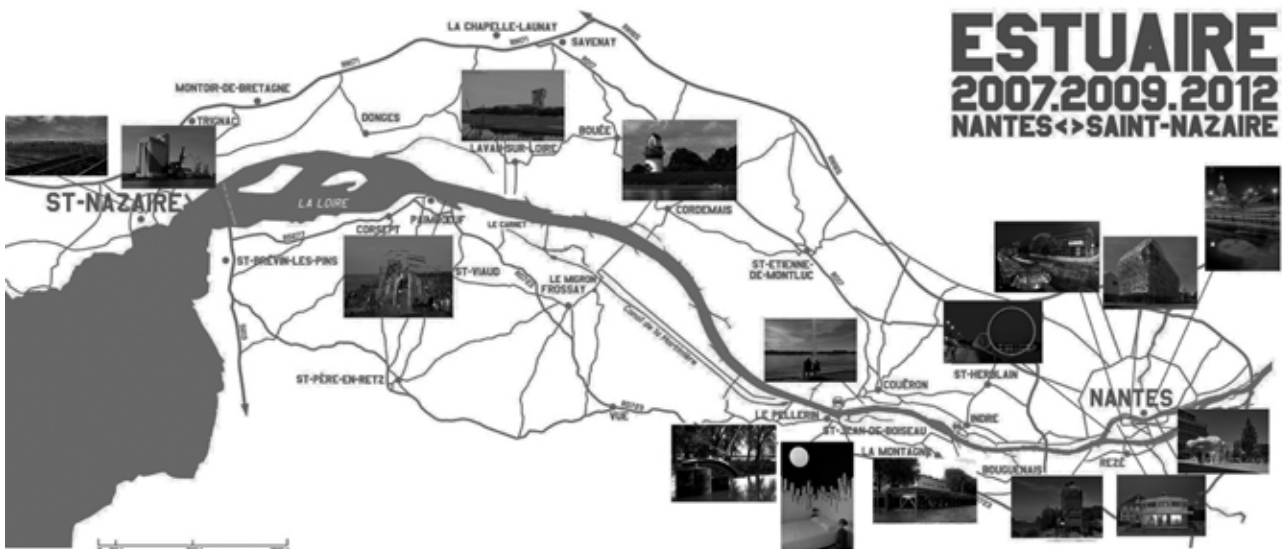 ESTUAIRE
2007.2009.2012
NANTES<>SAINT-NAZAIRE
LA CHAPELLE-LAUNAY
SAVENAY
MONTOIR-DE-BRETAGNE
TRIGNAC
DONGES
BOUÉE
LAVAU-SUR-LOIRE
ST-NAZAIRE
LA LOIRE
PAIMBŒUF
CORDEMAIS
CORSEPT
LE CARNET
ST-BREVIN-LES-PINS
ST-VIAUD
LE MIGRON
FROSSAY
ST-ETIENNE-
DE-MONTLUC
Canal de la Martinière
ST-PÈRE-EN-RETZ
VUE
ST-HERBLAIN
COUËRON
NANTES
LE PELLERIN
INDRE
ST-JEAN-DE-BOISEAU
LA MONTAGNE
BOUGUENAIS
REZÉ